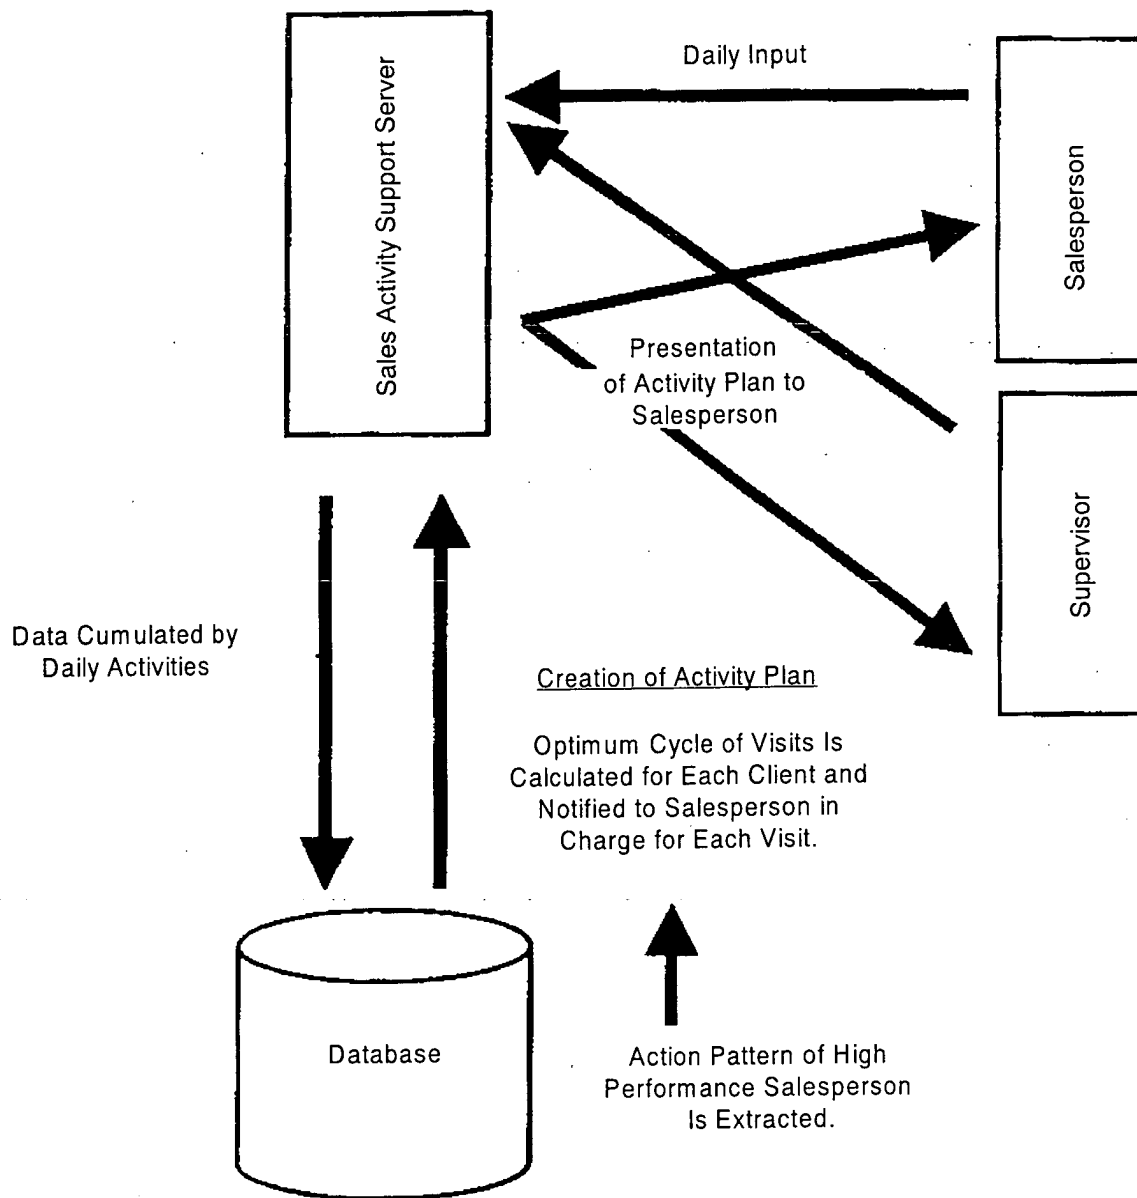 Daily Input
Sales Activity Support Server
Salesperson
Presentation
of Activity Plan to
Salesperson
Supervisor
Data Cumulated by
Daily Activities
Creation of Activity Plan
Optimum Cycle of Visits Is
Calculated for Each Client and
Notified to Salesperson in
Charge for Each Visit.
Database
Action Pattern of High
Performance Salesperson
Is Extracted.